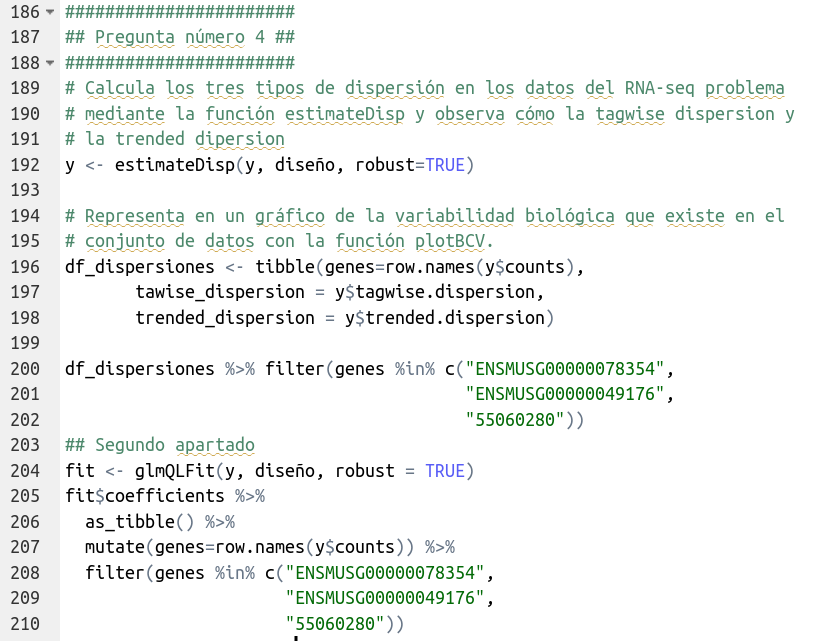 186 #######################
187 ## Pregunta número 4 ##
188 #######################
189 # Calcula los tres tipos de dispersión en los datos del RNA-seq problema
190 # mediante la función estimateDisp y observa cómo la tagwise dispersion y
191 # la trended dipersion
192 y <- estimateDisp(y, diseño, robust=TRUE)
193
194 # Representa en un gráfico de la variabilidad biológica que existe en el
195 # conjunto de datos con la función plotBCV.
196 df_dispersiones <- tibble(genes=row.names(y$counts),
197        tawise_dispersion = y$tagwise.dispersion,
198        trended_dispersion = y$trended.dispersion)
199
200 df_dispersiones %>% filter(genes %in% c("ENSMUSG00000078354",
201                                         "ENSMUSG00000049176",
202                                         "55060280"))
203 ## Segundo apartado
204 fit <- glmQLFit(y, diseño, robust = TRUE)
205 fit$coefficients %>%
206   as_tibble() %>%
207   mutate(genes=row.names(y$counts)) %>%
208   filter(genes %in% c("ENSMUSG00000078354",
209                       "ENSMUSG00000049176",
210                       "55060280"))